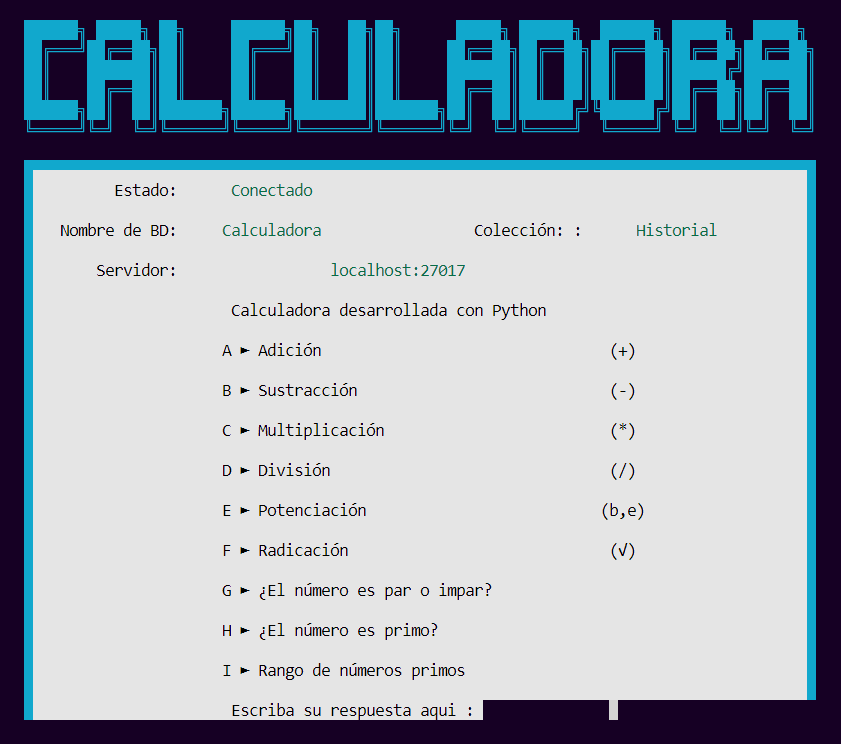 CALCULADORA
Estado: Conectado
Nombre de BD: Calculadora Colección: : Historial
Servidor: localhost:27017
Calculadora desarrollada con Python
A ► Adición (+)
B ► Sustracción (-)
C ► Multiplicación (*)
D ► División (/)
E ► Potenciación (b,e)
F ► Radicación (√)
G ► ¿El número es par o impar?
H ► ¿El número es primo?
I ► Rango de números primos
Escriba su respuesta aqui :